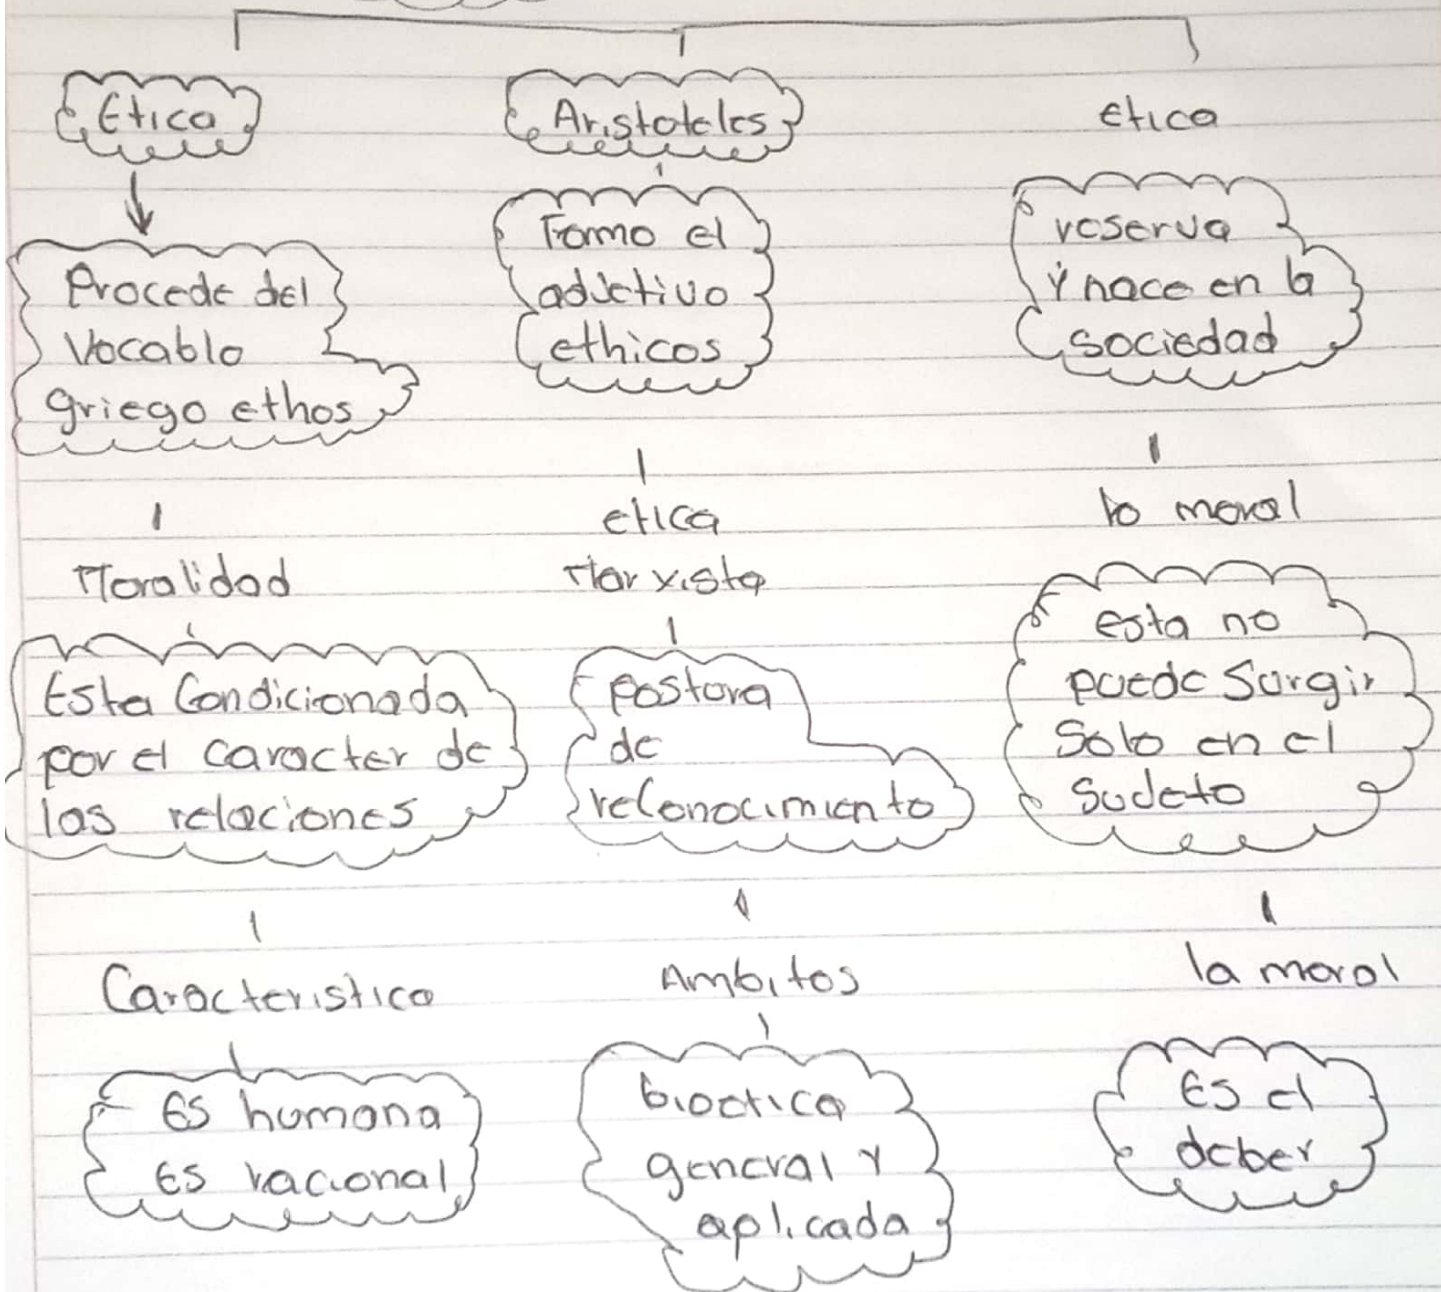 Etica
Procede del
vocablo
griego ethos
Moralidad
Esta Condicionada
por el caracter de
las relaciones
Caracteristica
Es humana
Es racional
Aristoteles
Formo el
adjetivo
ethicos
etica
Marxista
postura
de
reconocimiento
Ambitos
bioetica
general y
aplicada
etica
reserva
y nace en la
sociedad
lo moral
esta no
puede Surgir
Solo en el
Sudeto
la moral
Es el
deber